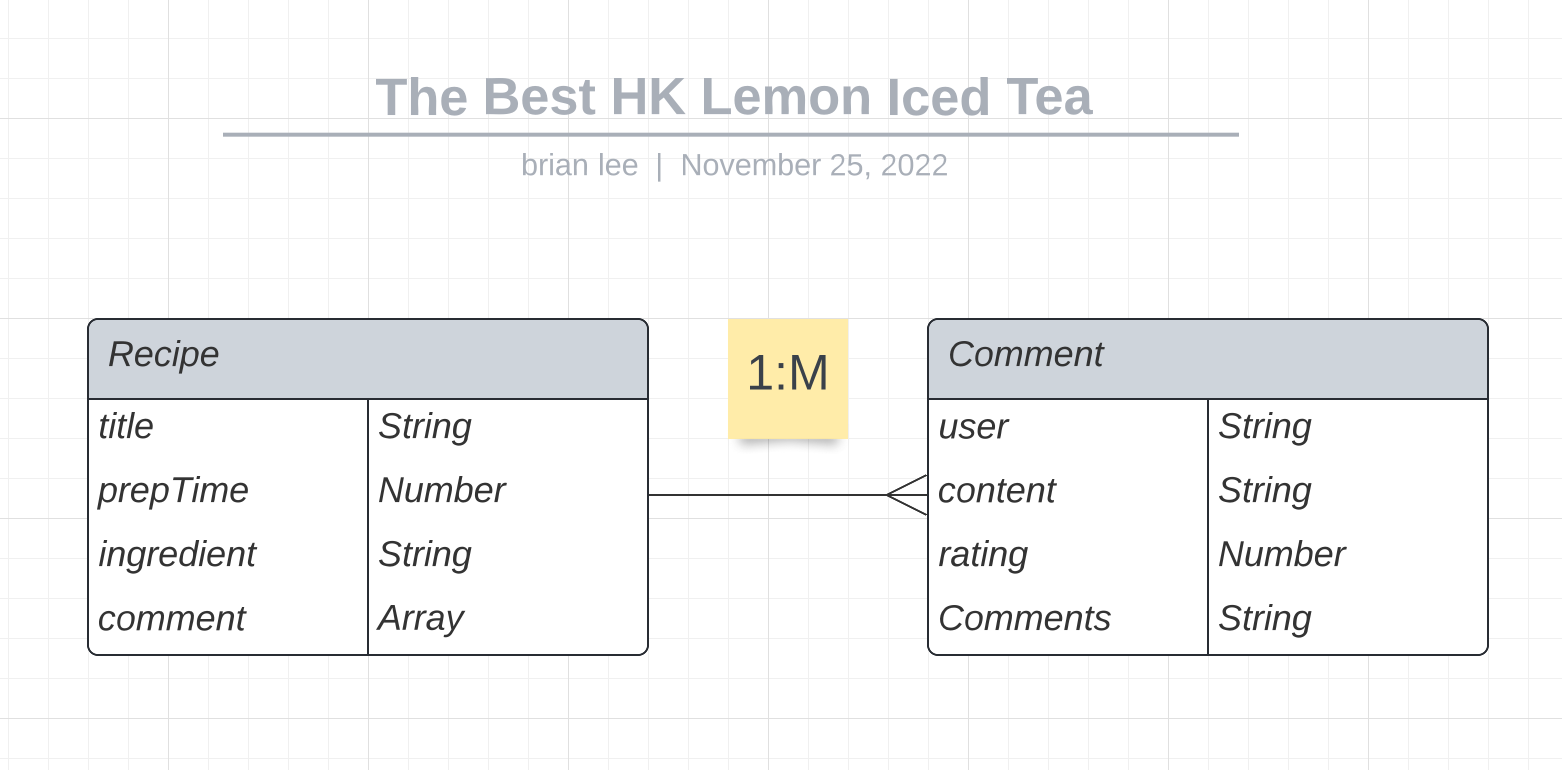 The Best HK Lemon Iced Tea
brian lee | November 25, 2022
Recipe
title String
prepTime Number
ingredient String
comment Array
1:M
Comment
user String
content String
rating Number
Comments String